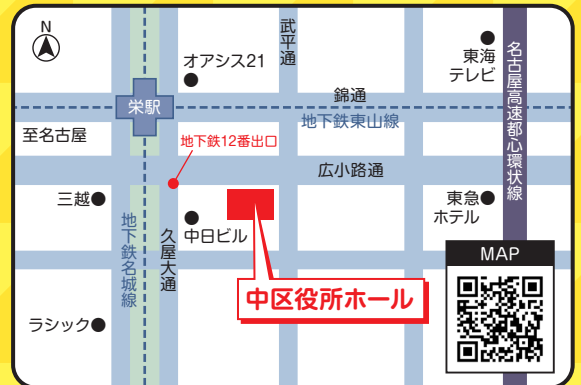 N
オアシス21
武平通
東海
テレビ
名古屋高速都心環状線
錦通
栄駅
地下鉄東山線
至名古屋
地下鉄12番出口
広小路通
三越
東急
ホテル
中日ビル
地下鉄名城線
久屋大通
中区役所ホール
ラシック
MAP